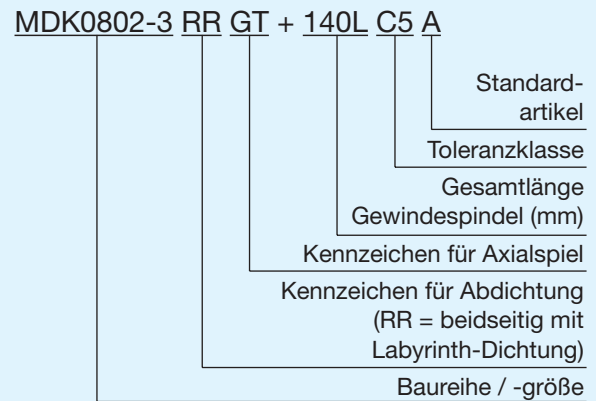 MDK0802-3 RR GT + 140L C5 A
Standard-
artikel
Toleranzklasse
Gesamtlänge
Gewindespindel (mm)
Kennzeichen für Axialspiel
Kennzeichen für Abdichtung
(RR = beidseitig mit
Labyrinth-Dichtung)
Baureihe / -größe